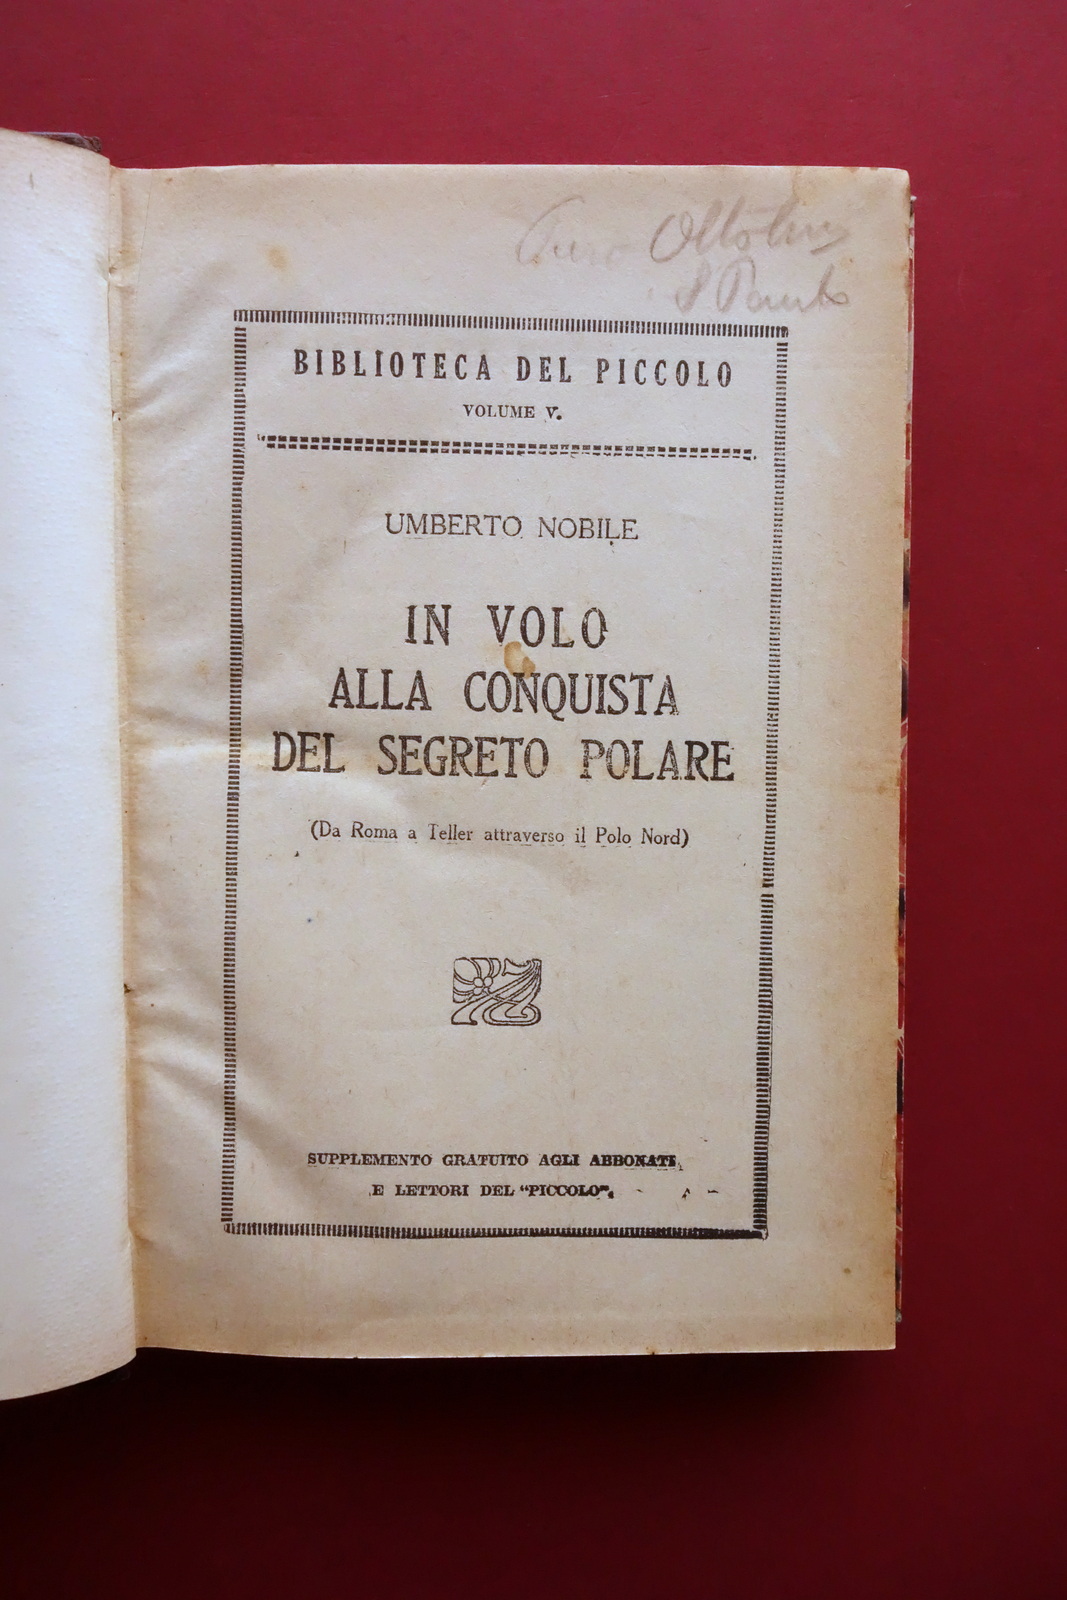 BIBLIOTECA DEL PICCOLO
VOLUME V.
UMBERTO NOBILE
IN VOLO
ALLA CONQUISTA
DEL SEGRETO POLARE
(Da Roma a Teller attraverso il Polo Nord)
SUPPLEMENTO GRATUITO AGLI ABBONATI
E LETTORI DEL "PICCOLO".